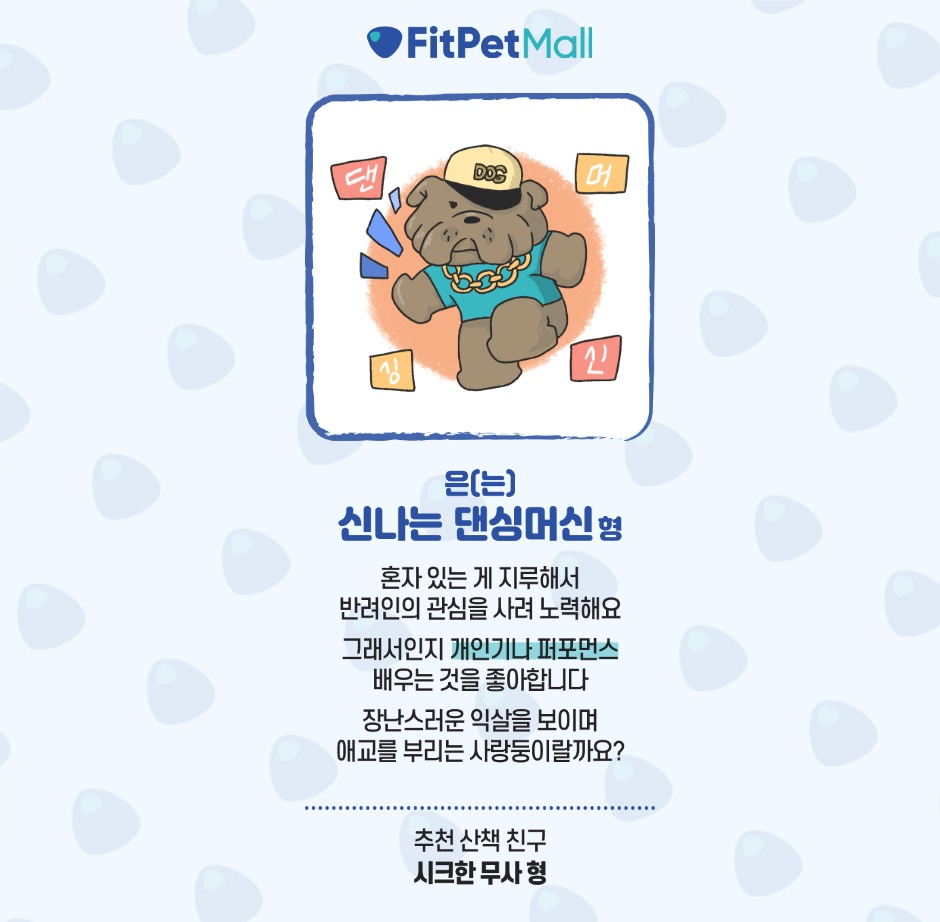 FitPetMall
댄
머
DOG
싱
신
은(는)
신나는 댄싱머신 형
혼자 있는 게 지루해서
반려인의 관심을 사려 노력해요
그래서인지 개인기나 퍼포먼스
배우는 것을 좋아합니다
장난스러운 익살을 보이며
애교를 부리는 사랑둥이랄까요?
추천 산책 친구
시크한 무사 형